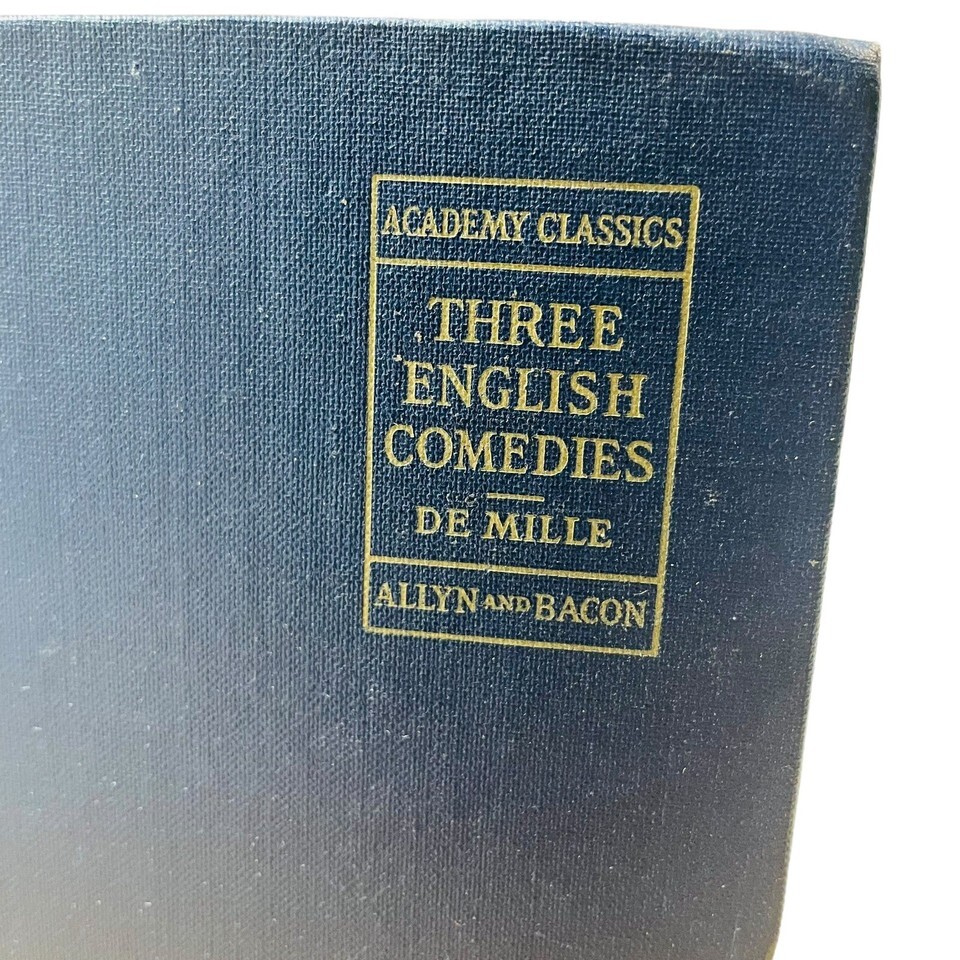 ACADEMY CLASSICS
THREE
ENGLISH
COMEDIES
DE MILLE
ALLYN AND BACON